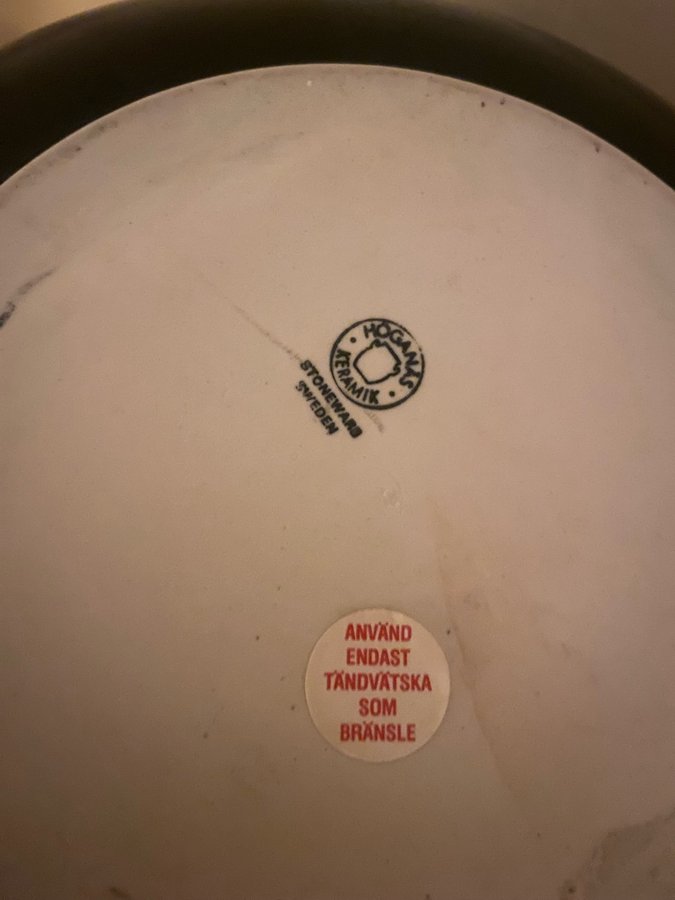 HÖGANÄS
KERAMIK
STONEWARE
SWEDEN
ANVÄND
ENDAST
TÄNDVÄTSKA
SOM
BRÄNSLE